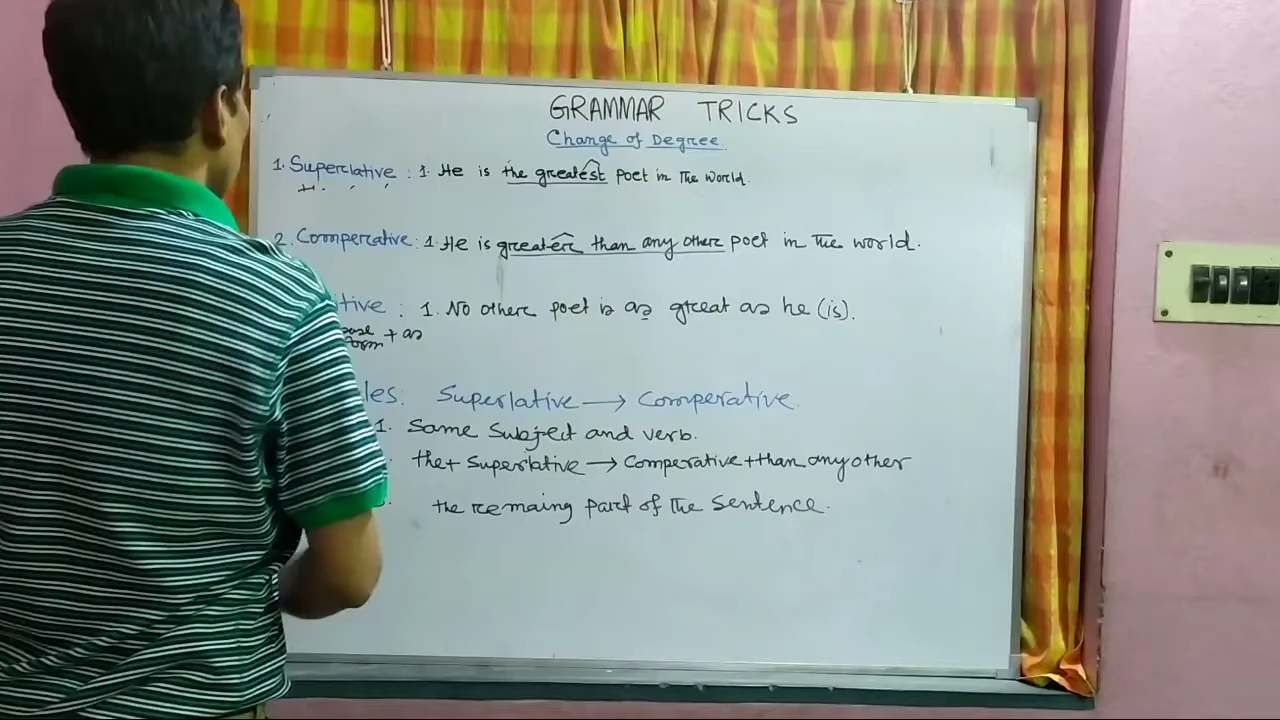 GRAMMAR TRICKS
Change of Degree
1. Superlative : 1. He is the greatest poet in The World.
2. Comperative : 1. He is greater than any other poet in The world.
tive : 1. No other poet is as great as he (is).
+ as
les: Superlative → Comperative.
1. Same Subject and verb.
the+ Superlative → Comperative + than any other
the remaing part of The Sentence.